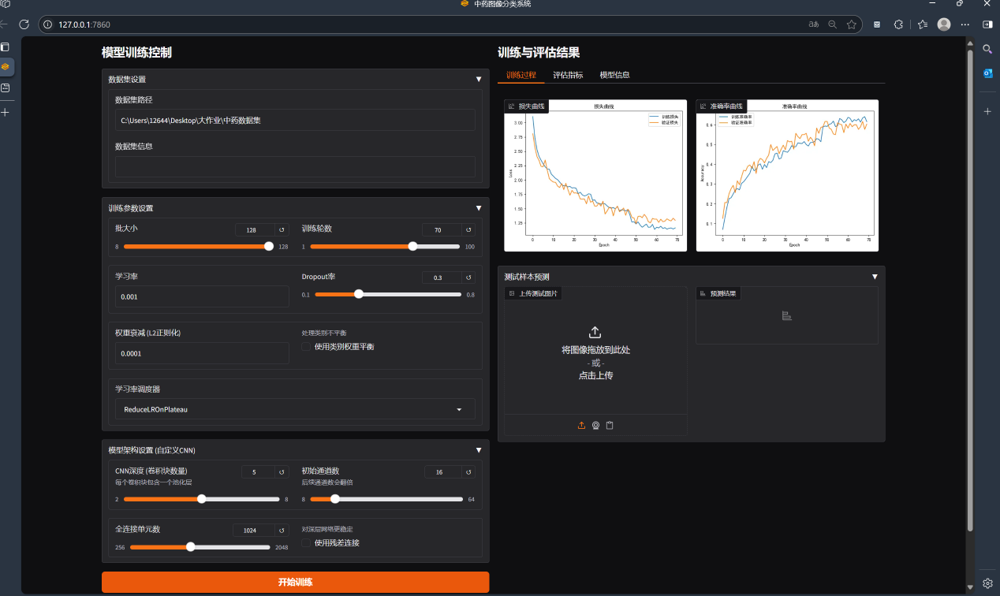 中药图像分类系统
127.0.0.1:7860
模型训练控制
数据集设置
数据集路径
C:\Users\12644\Desktop\大作业\中药数据集
数据集信息
训练参数设置
批大小
128
8
128
训练轮数
70
1
100
学习率
0.001
Dropout率
0.3
0.1
0.8
权重衰减 (L2正则化)
0.0001
处理类别不平衡
使用类别权重平衡
学习率调度器
ReduceLROnPlateau
模型架构设置 (自定义CNN)
CNN深度 (卷积块数量)
5
每个卷积块包含一个池化层
2
8
初始通道数
16
后续通道数会翻倍
8
64
全连接单元数
1024
256
2048
对深层网络更稳定
使用残差连接
开始训练
训练与评估结果
训练过程
评估指标
模型信息
损失曲线
损失曲线
训练损失
验证损失
3.00
2.75
2.50
2.25
2.00
1.75
1.50
1.25
Loss
0 10 20 30 40 50 60 70
Epoch
准确率曲线
准确率曲线
训练准确率
验证准确率
0.6
0.5
0.4
0.3
0.2
0.1
Accuracy
0 10 20 30 40 50 60 70
Epoch
测试样本预测
上传测试图片
将图像拖放到此处
- 或 -
点击上传
预测结果